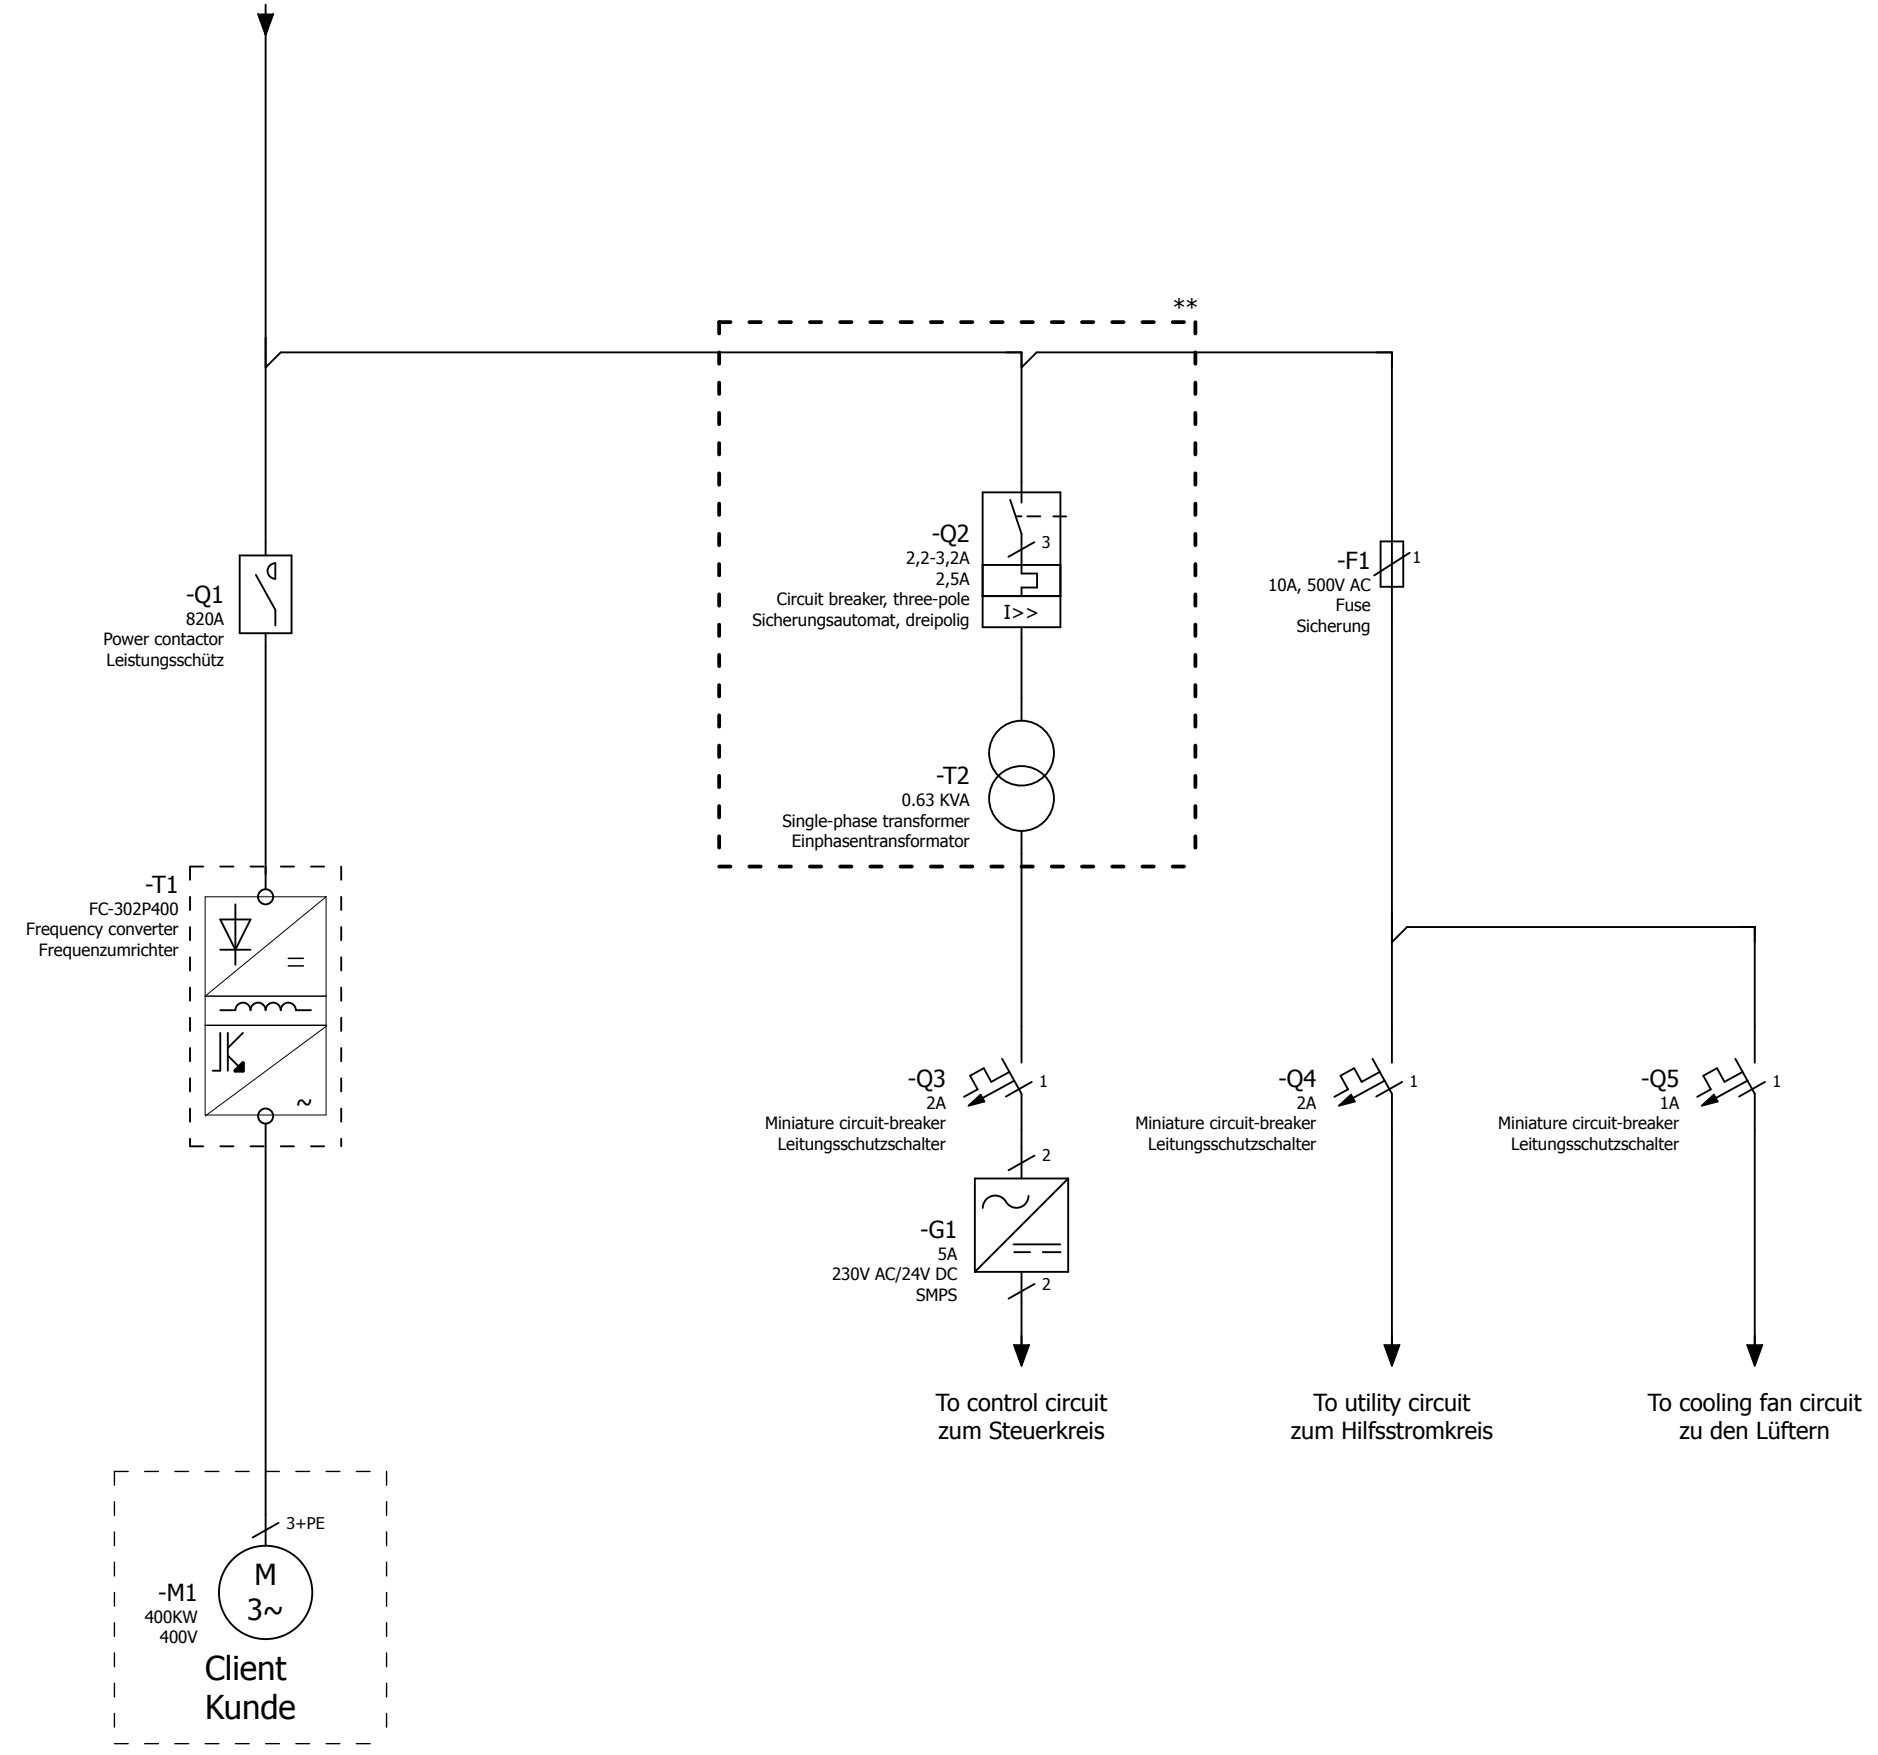 **
-Q2
2,2-3,2A
2,5A
Circuit breaker, three-pole
Sicherungsautomat, dreipolig
3
I>>
-F1
10A, 500V AC
Fuse
Sicherung
1
-Q1
820A
Power contactor
Leistungsschütz
-T2
0.63 KVA
Single-phase transformer
Einphasentransformator
-T1
FC-302P400
Frequency converter
Frequenzumrichter
=
~
-Q3
2A
Miniature circuit-breaker
Leitungsschutzschalter
1
2
-Q4
2A
Miniature circuit-breaker
Leitungsschutzschalter
1
-Q5
1A
Miniature circuit-breaker
Leitungsschutzschalter
1
-G1
5A
230V AC/24V DC
SMPS
2
To control circuit
zum Steuerkreis
To utility circuit
zum Hilfsstromkreis
To cooling fan circuit
zu den Lüftern
3+PE
M
3~
-M1
400KW
400V
Client
Kunde